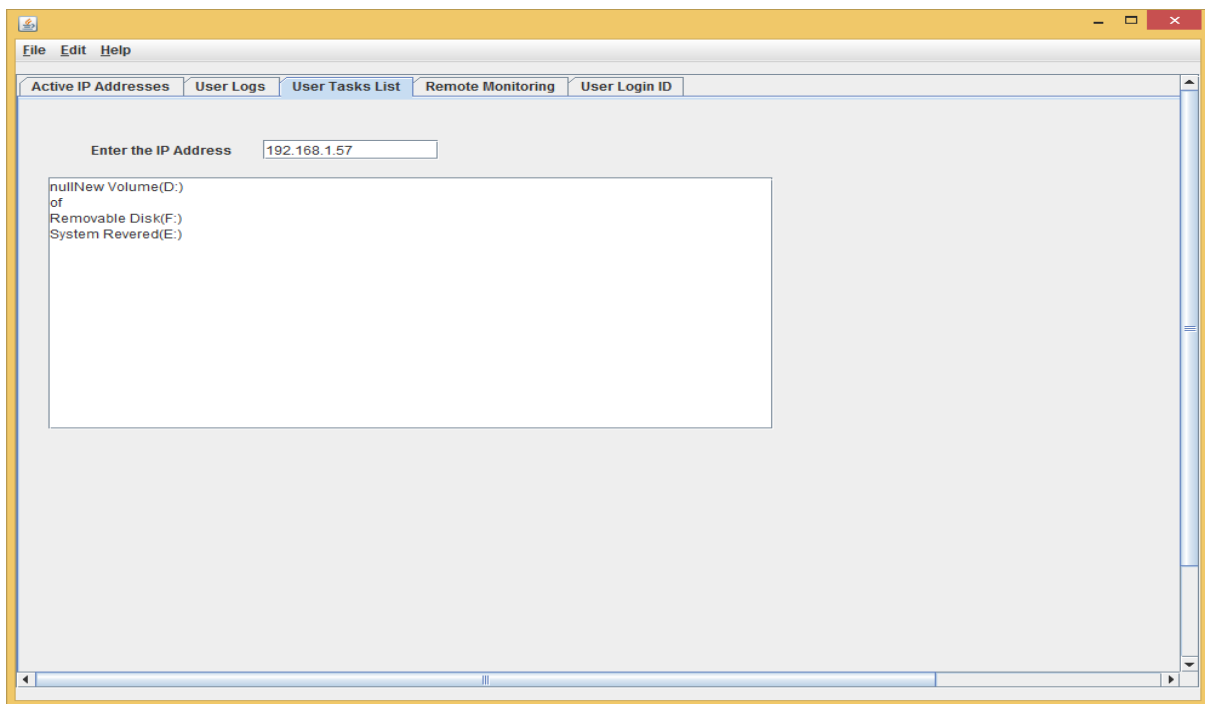 File Edit Help
Active IP Addresses User Logs User Tasks List Remote Monitoring User Login ID
Enter the IP Address 192.168.1.57
nullNew Volume(D:)
of
Removable Disk(F:)
System Revered(E:)